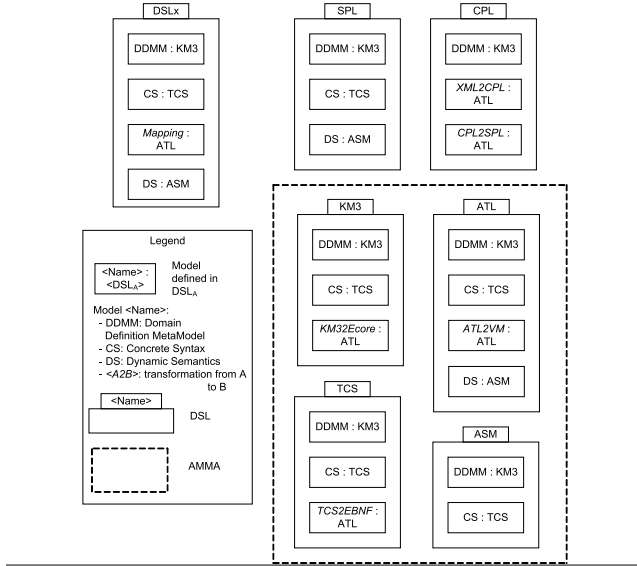 DSLx
DDMM : KM3
CS : TCS
Mapping :
ATL
DS : ASM
SPL
DDMM : KM3
CS : TCS
DS : ASM
CPL
DDMM : KM3
XML2CPL :
ATL
CPL2SPL :
ATL
KM3
DDMM : KM3
CS : TCS
KM32Ecore :
ATL
ATL
DDMM : KM3
CS : TCS
ATL2VM :
ATL
DS : ASM
TCS
DDMM : KM3
CS : TCS
TCS2EBNF :
ATL
ASM
DDMM : KM3
CS : TCS
Legend
<Name> :
<DSLA>
Model
defined in
DSLA
Model <Name>:
- DDMM: Domain
Definition MetaModel
- CS: Concrete Syntax
- DS: Dynamic Semantics
- <A2B>: transformation from A
to B
<Name>
DSL
AMMA